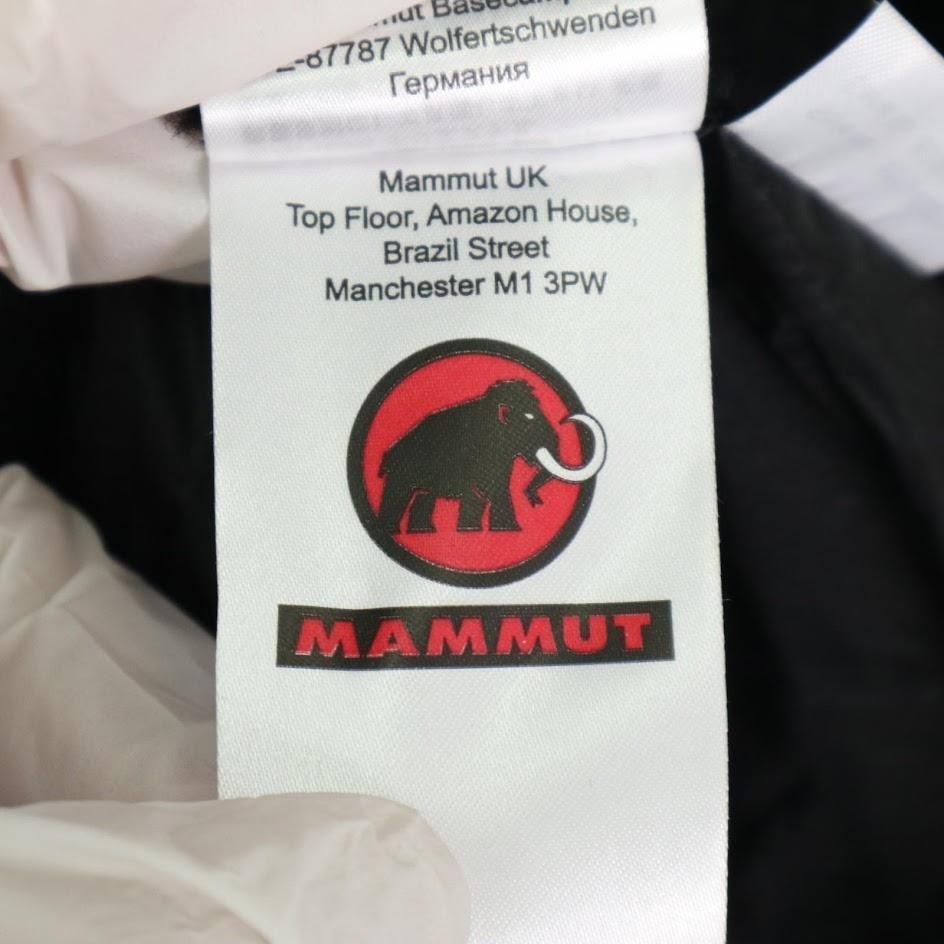 87787 Wolfertschwenden
Германия
Mammut UK
Top Floor, Amazon House,
Brazil Street
Manchester M1 3PW
MAMMUT